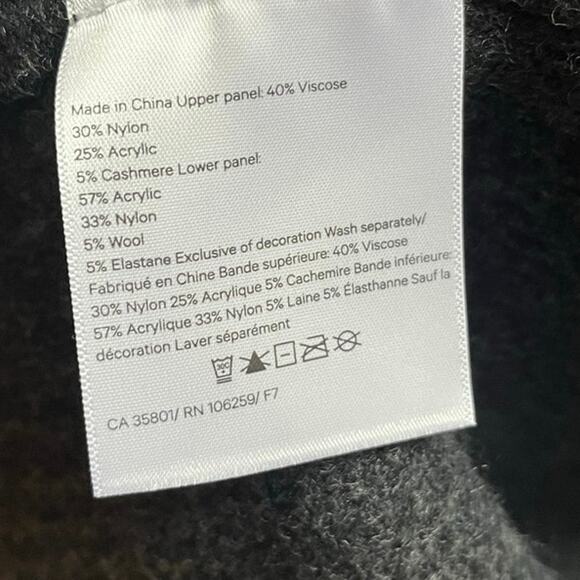 Made in China Upper panel: 40% Viscose
30% Nylon
25% Acrylic
5% Cashmere Lower panel:
57% Acrylic
33% Nylon
5% Wool
5% Elastane Exclusive of decoration Wash separately/
Fabriqué en Chine Bande supérieure: 40% Viscose
30% Nylon 25% Acrylique 5% Cachemire Bande inférieure:
57% Acrylique 33% Nylon 5% Laine 5% Élasthanne Sauf la
décoration Laver séparément
30C
CA 35801/ RN 106259/ F7